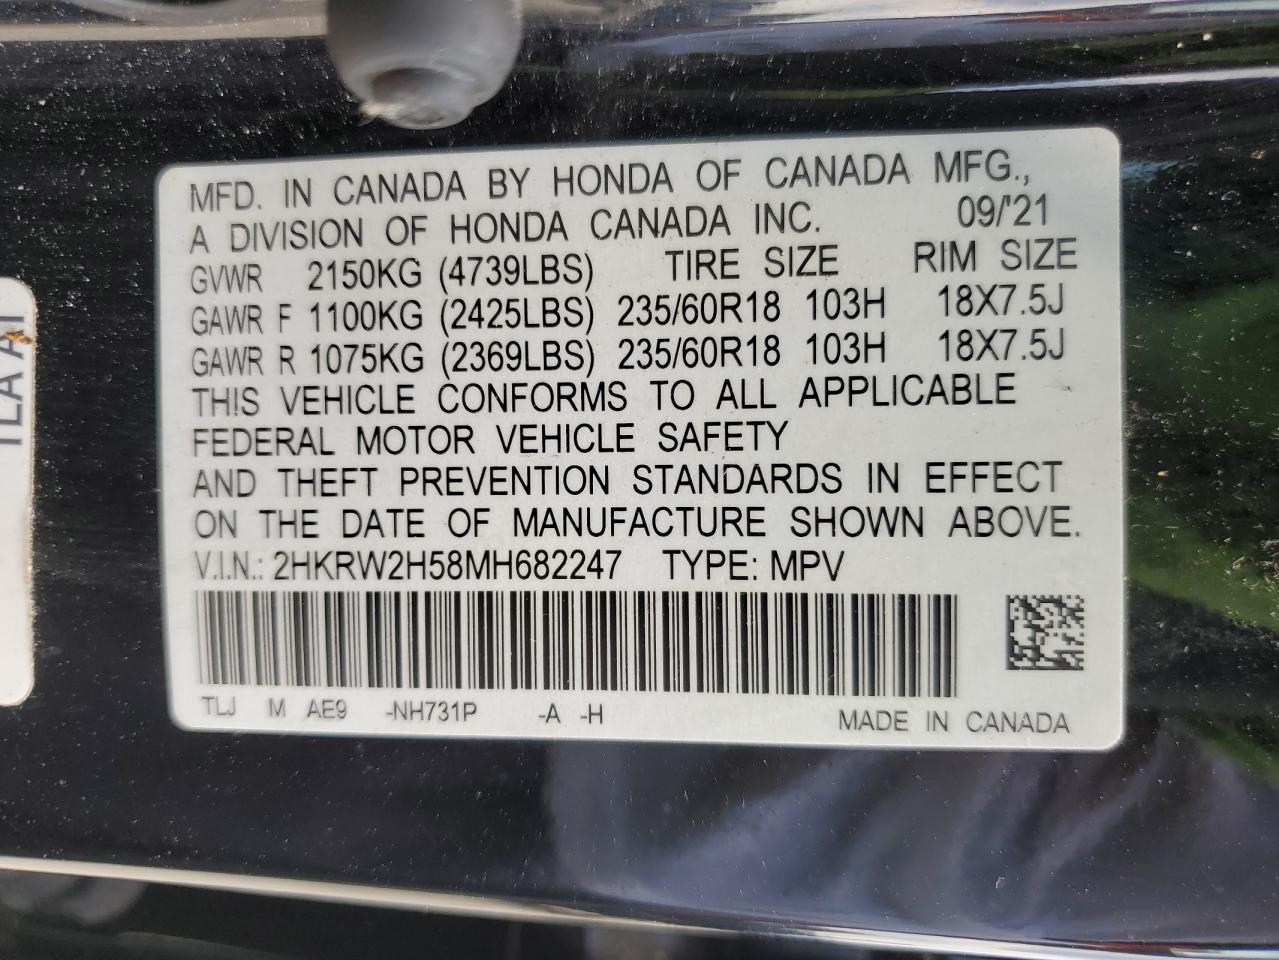 MFD. IN CANADA BY HONDA OF CANADA MFG.,
A DIVISION OF HONDA CANADA INC. 09/'21
GVWR 2150KG (4739LBS) TIRE SIZE RIM SIZE
GAWR F 1100KG (2425LBS) 235/60R18 103H 18X7.5J
GAWR R 1075KG (2369LBS) 235/60R18 103H 18X7.5J
THIS VEHICLE CONFORMS TO ALL APPLICABLE
FEDERAL MOTOR VEHICLE SAFETY
AND THEFT PREVENTION STANDARDS IN EFFECT
ON THE DATE OF MANUFACTURE SHOWN ABOVE.
V.I.N.: 2HKRW2H58MH682247 TYPE: MPV
TLJ M AE9 -NH731P -A -H MADE IN CANADA